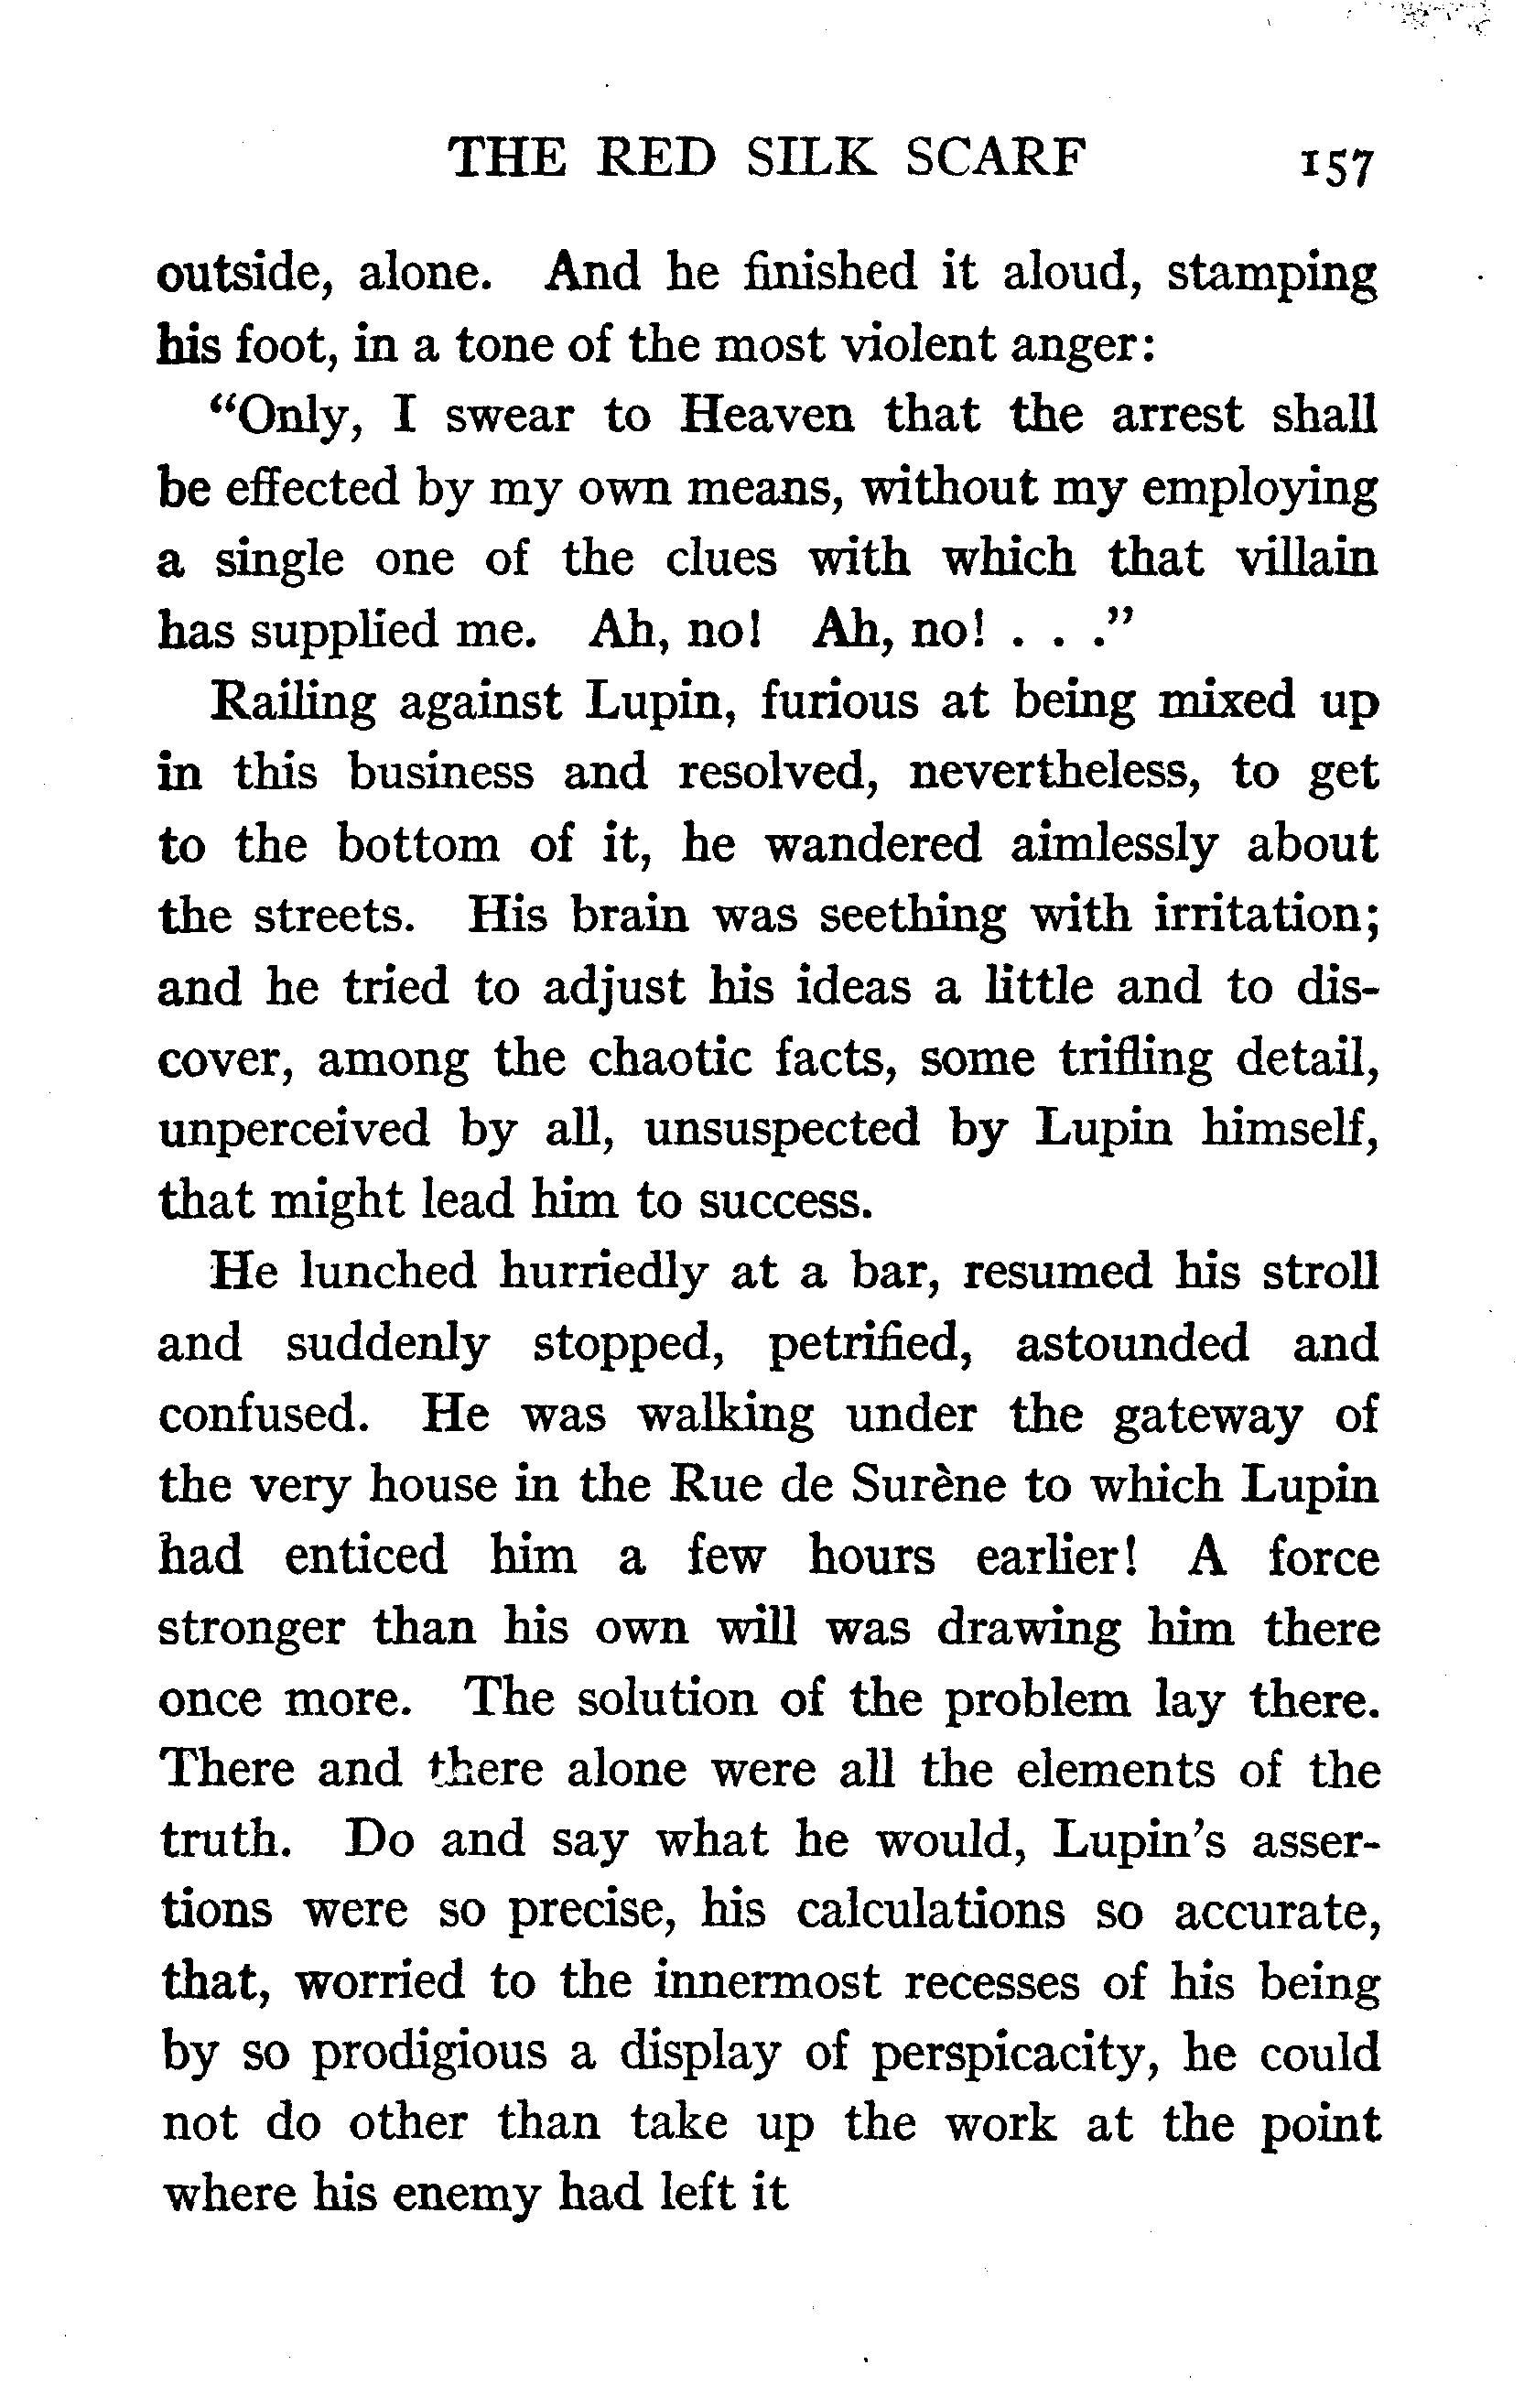 THE RED SILK SCARF 157
outside, alone. And he finished it aloud, stamping
his foot, in a tone of the most violent anger:
“Only, I swear to Heaven that the arrest shall
be effected by my own means, without my employing
a single one of the clues with which that villain
has supplied me. Ah, no! Ah, no! . . .”
Railing against Lupin, furious at being mixed up
in this business and resolved, nevertheless, to get
to the bottom of it, he wandered aimlessly about
the streets. His brain was seething with irritation;
and he tried to adjust his ideas a little and to dis-
cover, among the chaotic facts, some trifling detail,
unperceived by all, unsuspected by Lupin himself,
that might lead him to success.
He lunched hurriedly at a bar, resumed his stroll
and suddenly stopped, petrified, astounded and
confused. He was walking under the gateway of
the very house in the Rue de Surène to which Lupin
had enticed him a few hours earlier! A force
stronger than his own will was drawing him there
once more. The solution of the problem lay there.
There and there alone were all the elements of the
truth. Do and say what he would, Lupin’s asser-
tions were so precise, his calculations so accurate,
that, worried to the innermost recesses of his being
by so prodigious a display of perspicacity, he could
not do other than take up the work at the point
where his enemy had left it